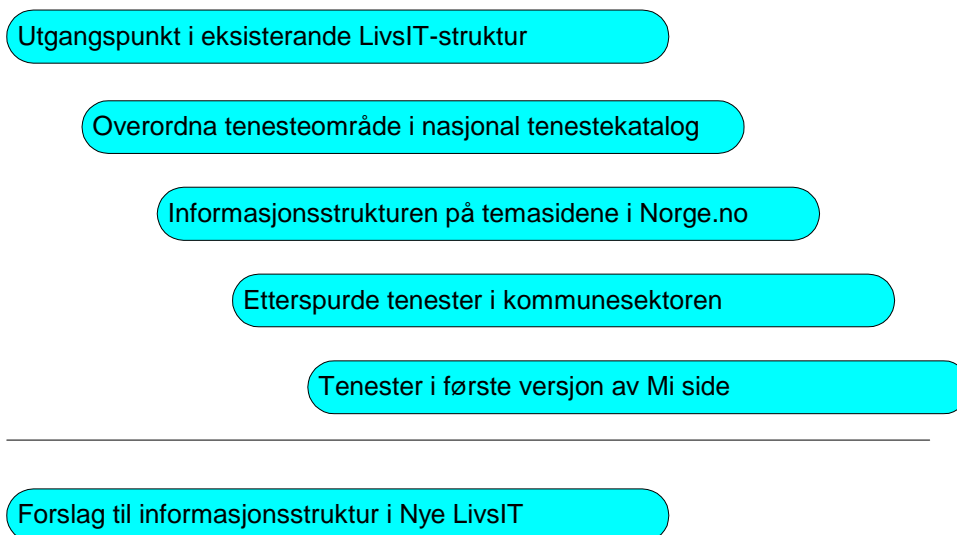 Utgangspunkt i eksisterande LivsIT-struktur
Overordna tenesteområde i nasjonal tenestekatalog
Informasjonsstrukturen på temasidene i Norge.no
Etterspurde tenester i kommunesektoren
Tenester i første versjon av Mi side
Forslag til informasjonsstruktur i Nye LivsIT